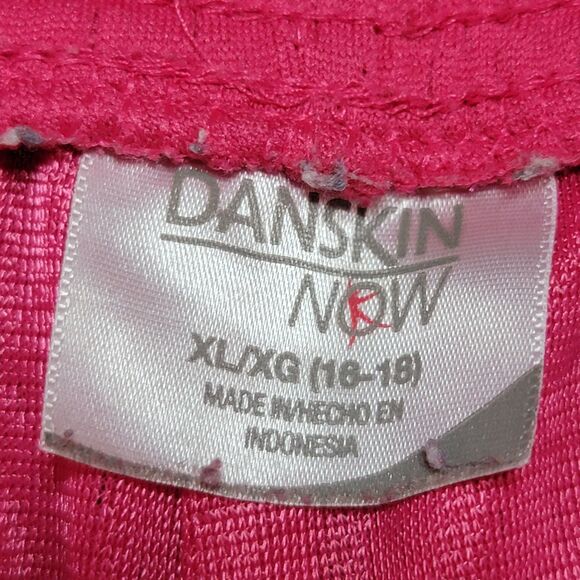 DANSKIN
NOW
XL/XG (16-18)
MADE IN/HECHO EN
INDONESIA